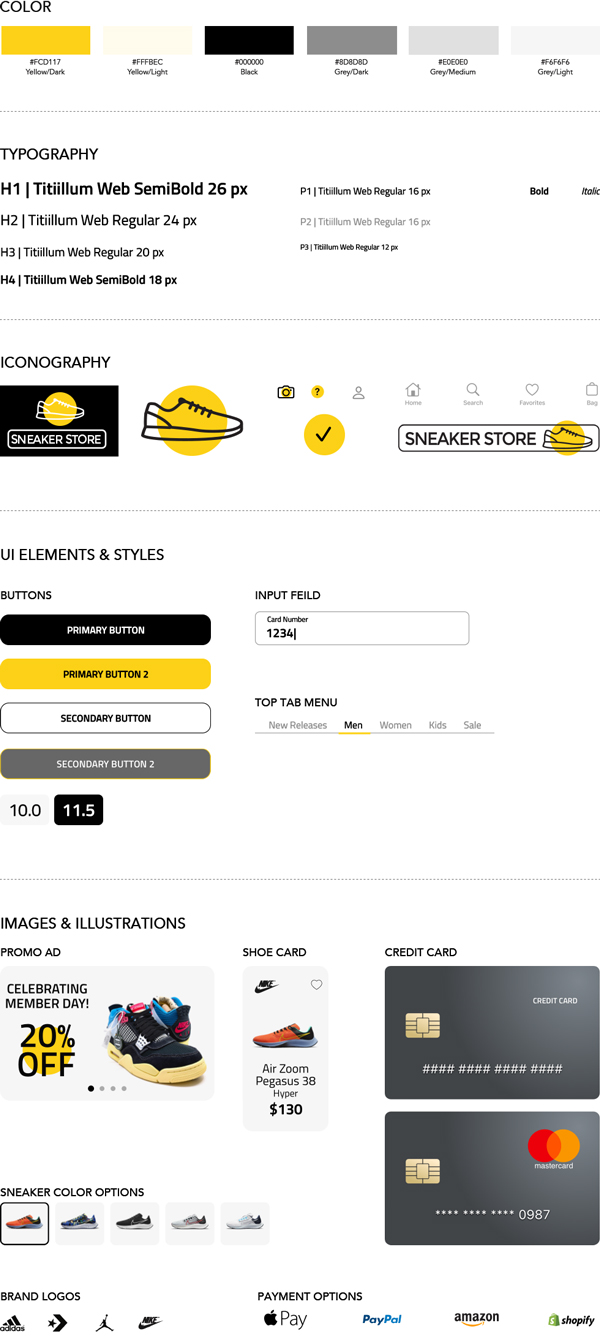 COLOR
#FCD117
Yellow/Dark
#FFFBEC
Yellow/Light
#000000
Black
#8D8D8D
Grey/Dark
#E0E0E0
Grey/Medium
#F6F6F6
Grey/Light
TYPOGRAPHY
H1 | Titiillum Web SemiBold 26 px
H2 | Titiillum Web Regular 24 px
H3 | Titiillum Web Regular 20 px
H4 | Titiillum Web SemiBold 18 px
P1 | Titiillum Web Regular 16 px
P2 | Titiillum Web Regular 16 px
P3 | Titiillum Web Regular 12 px
Bold
Italic
ICONOGRAPHY
SNEAKER STORE
?
Home
Search
Favorites
Bag
SNEAKER STORE
UI ELEMENTS & STYLES
BUTTONS
PRIMARY BUTTON
PRIMARY BUTTON 2
SECONDARY BUTTON
SECONDARY BUTTON 2
10.0
11.5
INPUT FEILD
Card Number
1234
TOP TAB MENU
New Releases Men Women Kids Sale
IMAGES & ILLUSTRATIONS
PROMO AD
CELEBRATING
MEMBER DAY!
20%
OFF
SHOE CARD
NIKE
Air Zoom
Pegasus 38
Hyper
$130
CREDIT CARD
CREDIT CARD
#### #### #### ####
mastercard
**** **** **** 0987
SNEAKER COLOR OPTIONS
BRAND LOGOS
adidas
NIKE
PAYMENT OPTIONS
Pay
PayPal
amazon
shopify